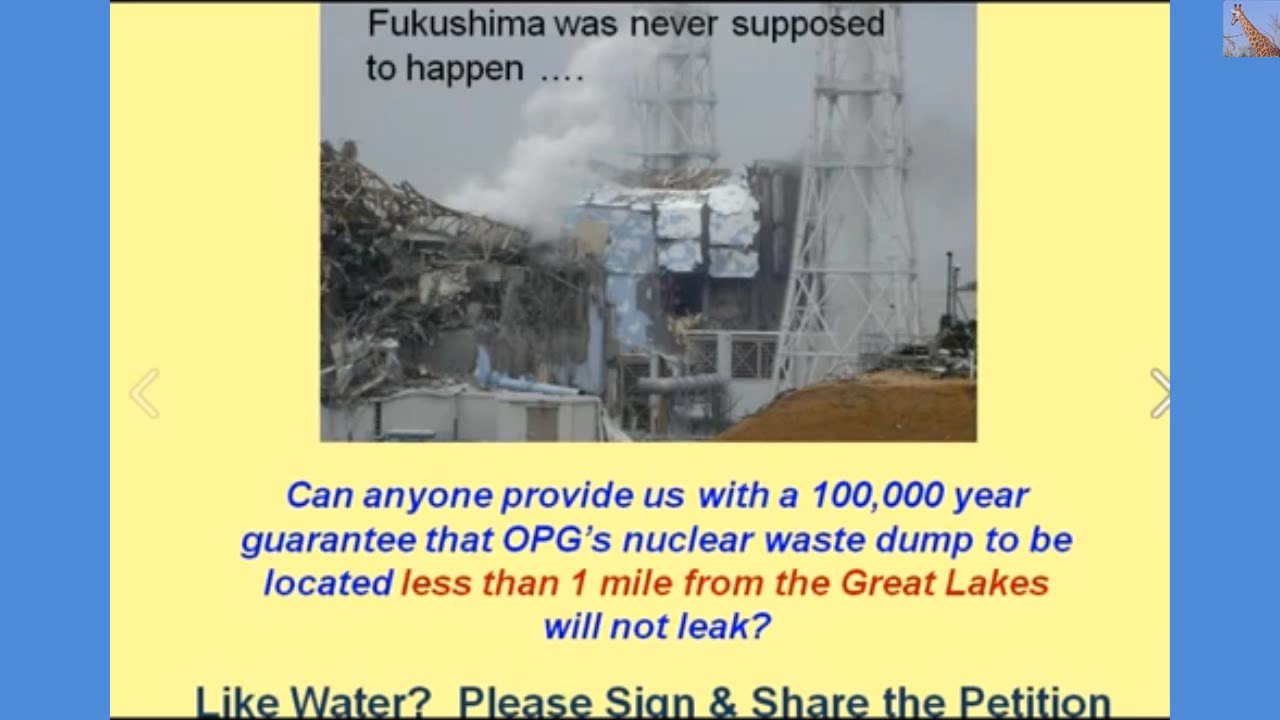 Fukushima was never supposed
to happen ....
Can anyone provide us with a 100,000 year
guarantee that OPG's nuclear waste dump to be
located less than 1 mile from the Great Lakes
will not leak?
Like Water? Please Sign & Share the Petition